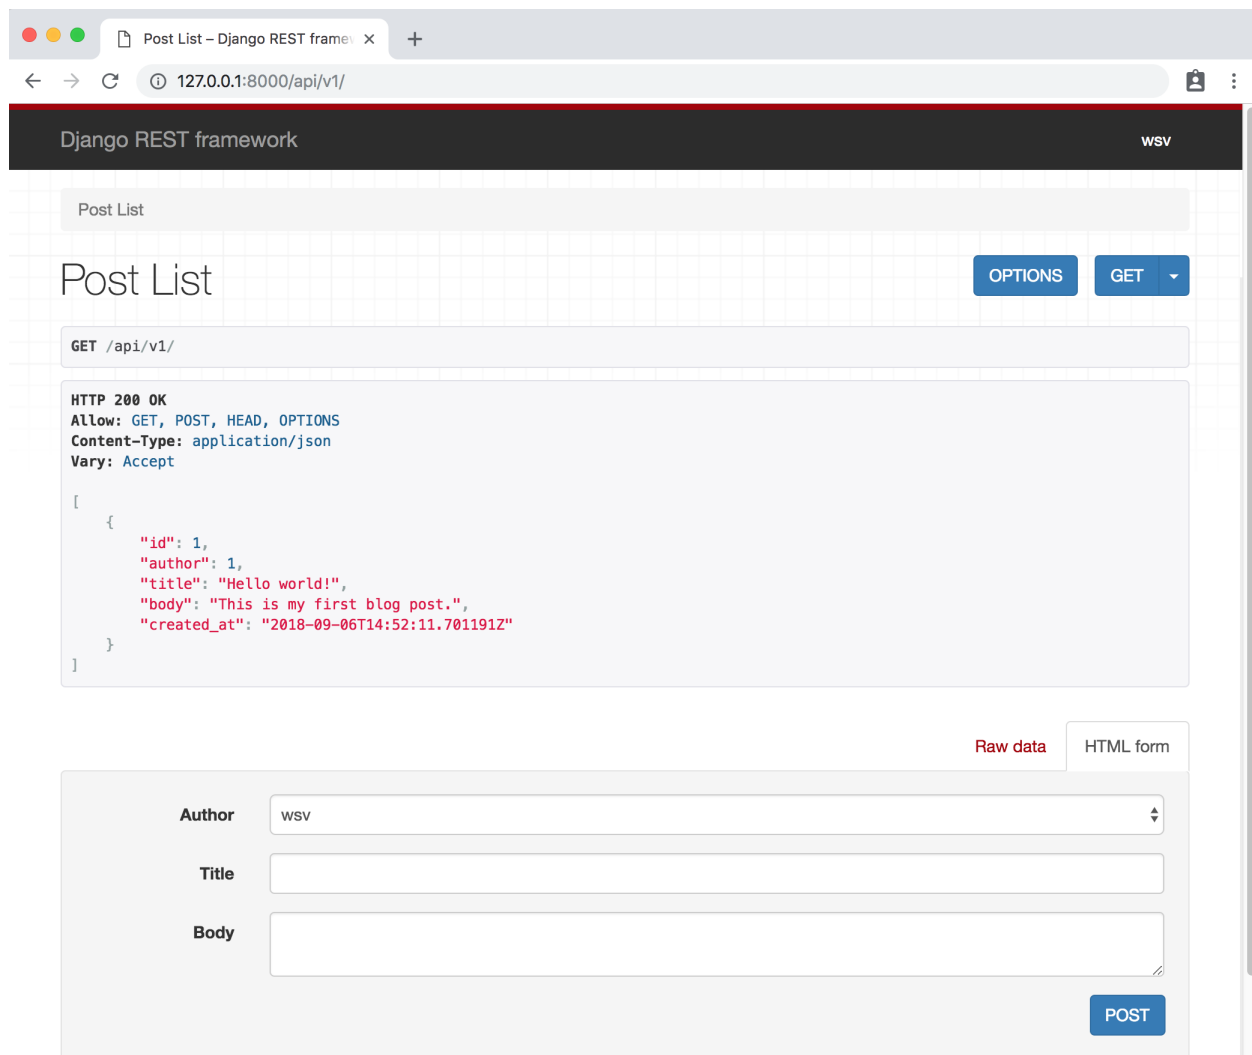 Post List – Django REST frame
127.0.0.1:8000/api/v1/
Django REST framework
wsv
Post List
Post List
OPTIONS
GET
GET /api/v1/
HTTP 200 OK
Allow: GET, POST, HEAD, OPTIONS
Content-Type: application/json
Vary: Accept
[
    {
        "id": 1,
        "author": 1,
        "title": "Hello world!",
        "body": "This is my first blog post.",
        "created_at": "2018-09-06T14:52:11.701191Z"
    }
]
Raw data
HTML form
Author
wsv
Title
Body
POST